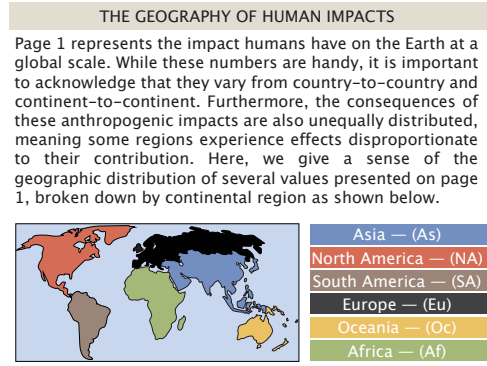 THE GEOGRAPHY OF HUMAN IMPACTS
Page 1 represents the impact humans have on the Earth at a
global scale. While these numbers are handy, it is important
to acknowledge that they vary from country-to-country and
continent-to-continent. Furthermore, the consequences of
these anthropogenic impacts are also unequally distributed,
meaning some regions experience effects disproportionate
to their contribution. Here, we give a sense of the
geographic distribution of several values presented on page
1, broken down by continental region as shown below.
Asia — (As)
North America — (NA)
South America — (SA)
Europe — (Eu)
Oceania — (Oc)
Africa — (Af)